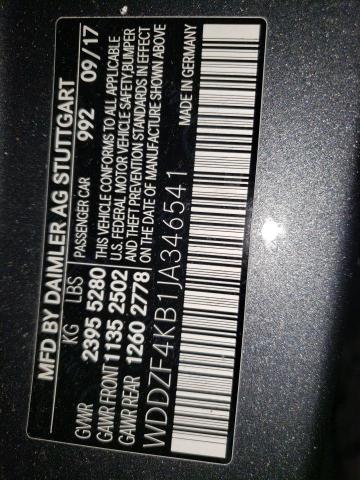 MFD BY DAIMLER AG STUTTGART
KG LBS PASSENGER CAR 992 09/17
GVWR 2395 5280 THIS VEHICLE CONFORMS TO ALL APPLICABLE
GAWR FRONT 1135 2502 U.S. FEDERAL MOTOR VEHICLE SAFETY,BUMPER
GAWR REAR 1260 2778 AND THEFT PREVENTION STANDARDS IN EFFECT
ON THE DATE OF MANUFACTURE SHOWN ABOVE
WDDZF4KB1JA346541
MADE IN GERMANY